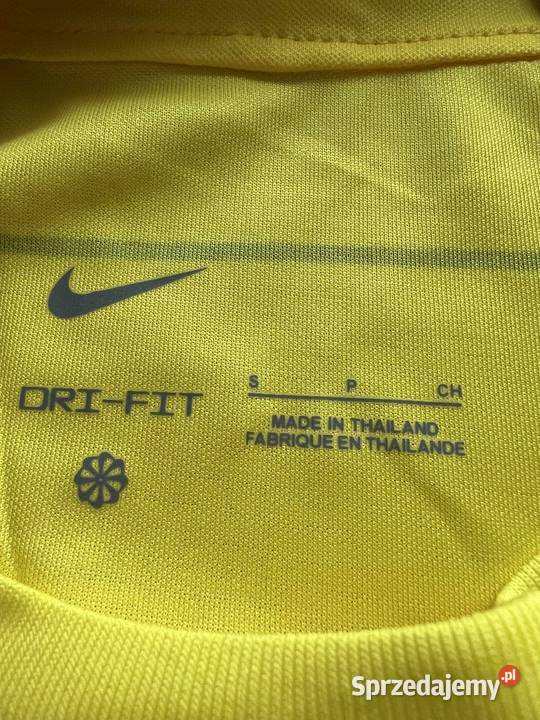 DRI-FIT
S P CH
MADE IN THAILAND
FABRIQUE EN THAILANDE
Sprzedajemy.pl